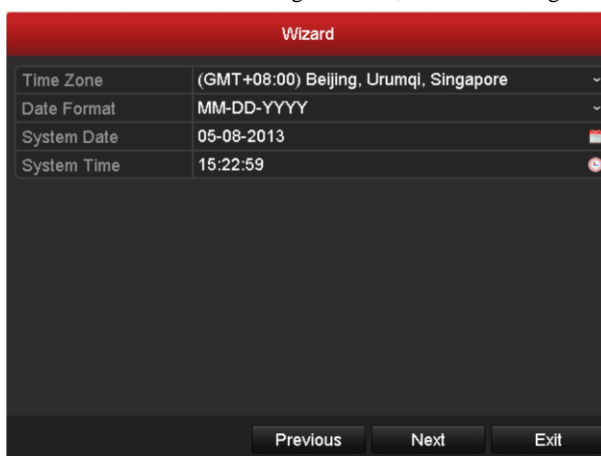 Wizard
Time Zone (GMT+08:00) Beijing, Urumqi, Singapore
Date Format MM-DD-YYYY
System Date 05-08-2013
System Time 15:22:59
Previous Next Exit